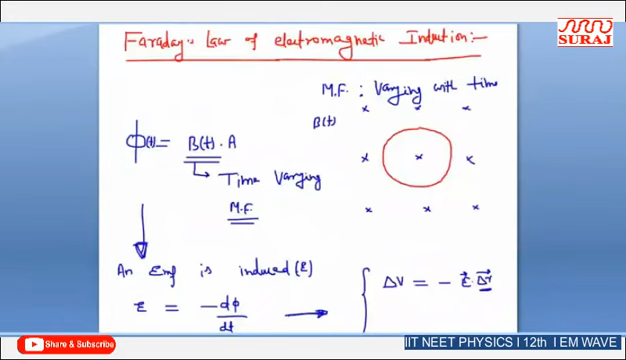 SURAJ
Faraday's Law of electromagnetic Indution:-
M.F. : Varying with time
B(t)
Φ(t) = B(t) · A
Time Varying
M.F.
An Emf is induced (ε)
ε = -dφ/dt
ΔV = - E⃗ · Δr⃗
Share & Subscribe
IIT NEET PHYSICS I 12th I EM WAVE